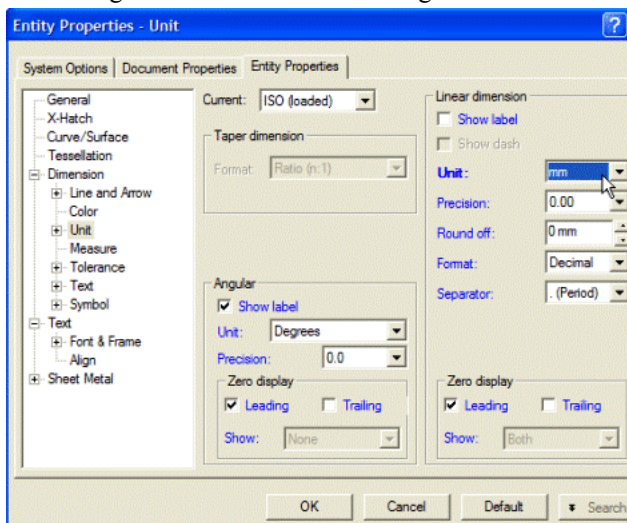 Entity Properties - Unit
?
System Options
Document Properties
Entity Properties
General
X-Hatch
Curve/Surface
Tessellation
Dimension
Line and Arrow
Color
Unit
Measure
Tolerance
Text
Symbol
Text
Font & Frame
Align
Sheet Metal
Current: ISO (loaded)
Taper dimension
Format: Ratio (n:1)
Angular
Show label
Unit: Degrees
Precision: 0.0
Zero display
Leading Trailing
Show: None
Linear dimension
Show label
Show dash
Unit: mm
Precision: 0.00
Round off: 0 mm
Format: Decimal
Separator: . (Period)
Zero display
Leading Trailing
Show: Both
OK Cancel Default Search